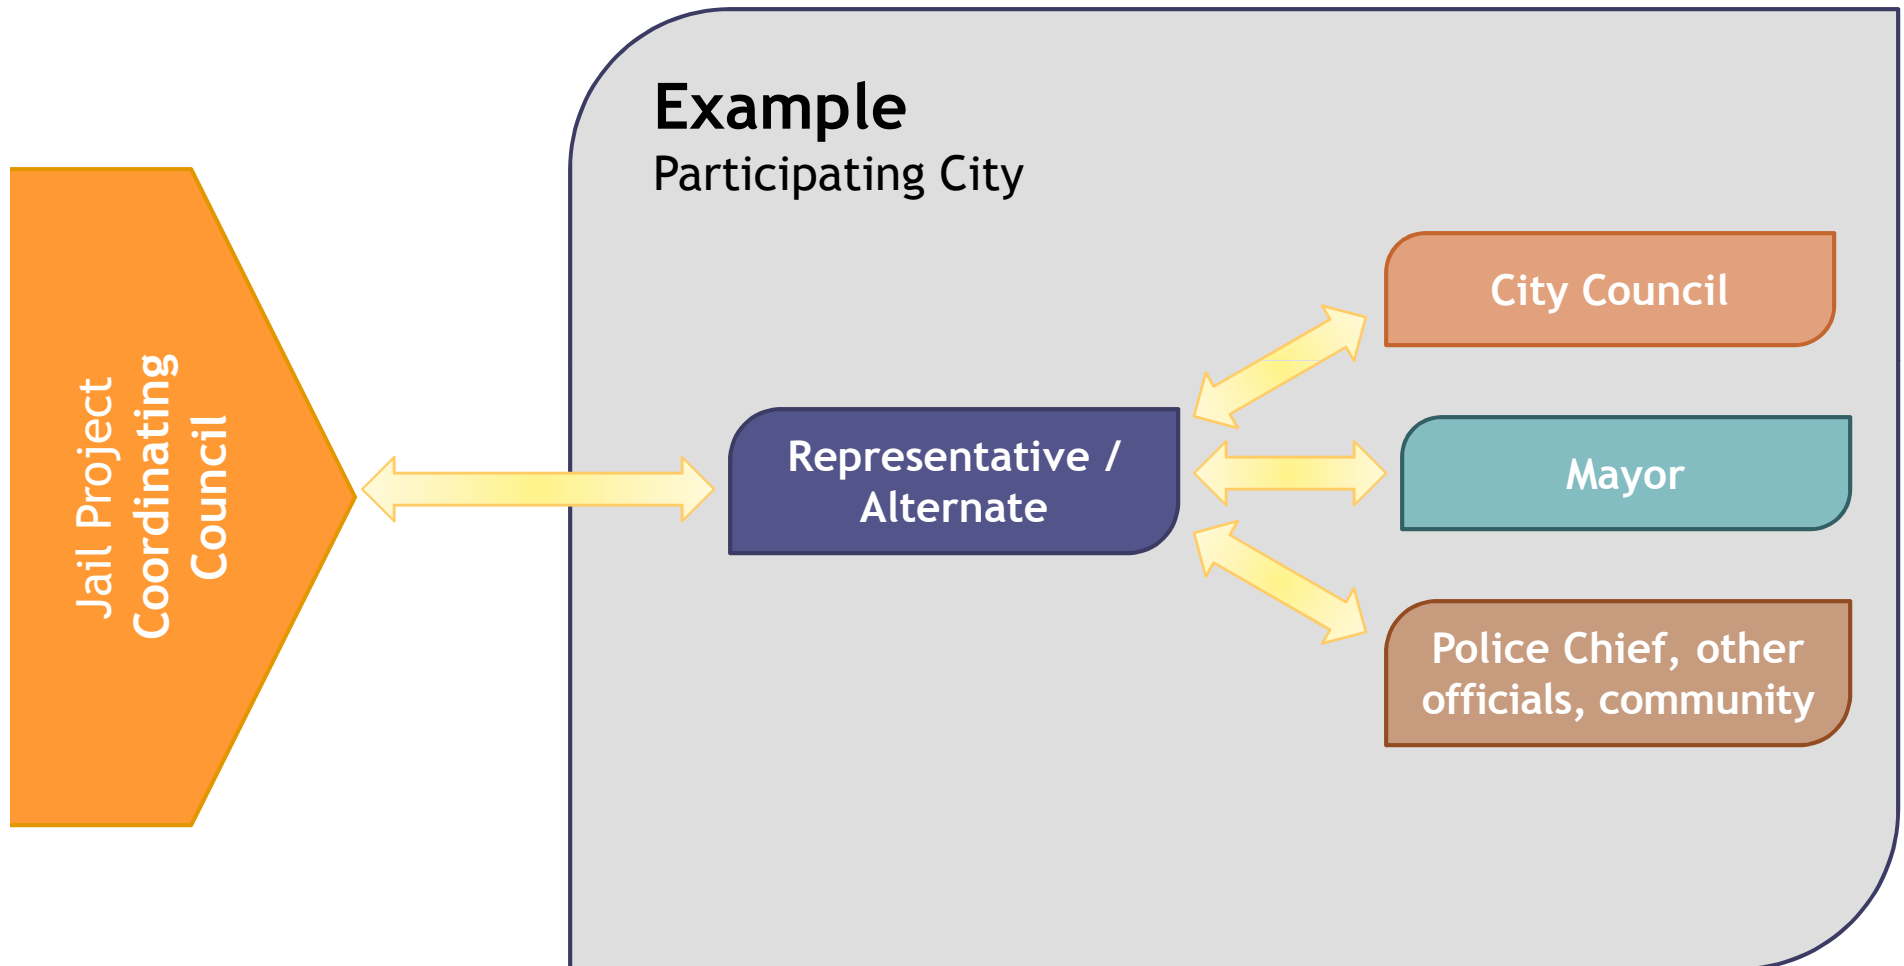 Example
Participating City
Jail Project
Coordinating
Council
Representative /
Alternate
City Council
Mayor
Police Chief, other
officials, community